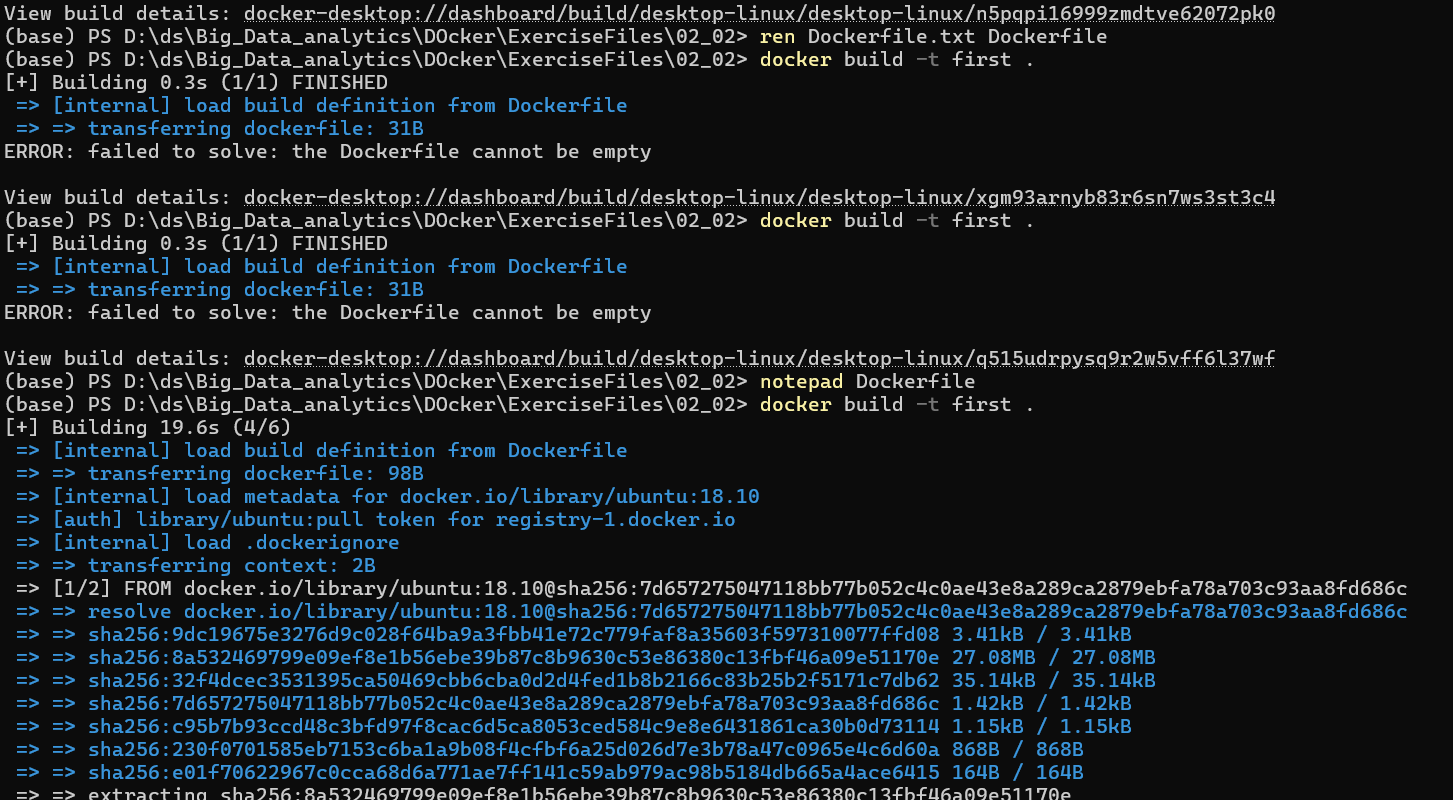 View build details: docker-desktop://dashboard/build/desktop-linux/desktop-linux/n5pqpi16999zmdtve62072pk0
(base) PS D:\ds\Big_Data_analytics\DOcker\ExerciseFiles\02_02> ren Dockerfile.txt Dockerfile
(base) PS D:\ds\Big_Data_analytics\DOcker\ExerciseFiles\02_02> docker build -t first .
[+] Building 0.3s (1/1) FINISHED
 => [internal] load build definition from Dockerfile
 => => transferring dockerfile: 31B
ERROR: failed to solve: the Dockerfile cannot be empty

View build details: docker-desktop://dashboard/build/desktop-linux/desktop-linux/xgm93arnyb83r6sn7ws3st3c4
(base) PS D:\ds\Big_Data_analytics\DOcker\ExerciseFiles\02_02> docker build -t first .
[+] Building 0.3s (1/1) FINISHED
 => [internal] load build definition from Dockerfile
 => => transferring dockerfile: 31B
ERROR: failed to solve: the Dockerfile cannot be empty

View build details: docker-desktop://dashboard/build/desktop-linux/desktop-linux/q515udrpysq9r2w5vff6l37wf
(base) PS D:\ds\Big_Data_analytics\DOcker\ExerciseFiles\02_02> notepad Dockerfile
(base) PS D:\ds\Big_Data_analytics\DOcker\ExerciseFiles\02_02> docker build -t first .
[+] Building 19.6s (4/6)
 => [internal] load build definition from Dockerfile
 => => transferring dockerfile: 98B
 => [internal] load metadata for docker.io/library/ubuntu:18.10
 => [auth] library/ubuntu:pull token for registry-1.docker.io
 => [internal] load .dockerignore
 => => transferring context: 2B
 => [1/2] FROM docker.io/library/ubuntu:18.10@sha256:7d657275047118bb77b052c4c0ae43e8a289ca2879ebfa78a703c93aa8fd686c
 => => resolve docker.io/library/ubuntu:18.10@sha256:7d657275047118bb77b052c4c0ae43e8a289ca2879ebfa78a703c93aa8fd686c
 => => sha256:9dc19675e3276d9c028f64ba9a3fbb41e72c779faf8a35603f597310077ffd08 3.41kB / 3.41kB
 => => sha256:8a532469799e09ef8e1b56ebe39b87c8b9630c53e86380c13fbf46a09e51170e 27.08MB / 27.08MB
 => => sha256:32f4dcec3531395ca50469cbb6cba0d2d4fed1b8b2166c83b25b2f5171c7db62 35.14kB / 35.14kB
 => => sha256:7d657275047118bb77b052c4c0ae43e8a289ca2879ebfa78a703c93aa8fd686c 1.42kB / 1.42kB
 => => sha256:c95b7b93ccd48c3bfd97f8cac6d5ca8053ced584c9e8e6431861ca30b0d73114 1.15kB / 1.15kB
 => => sha256:230f0701585eb7153c6ba1a9b08f4cfbf6a25d026d7e3b78a47c0965e4c6d60a 868B / 868B
 => => sha256:e01f70622967c0cca68d6a771ae7ff141c59ab979ac98b5184db665a4ace6415 164B / 164B
 => => extracting sha256:8a532469799e09ef8e1b56ebe39b87c8b9630c53e86380c13fbf46a09e51170e